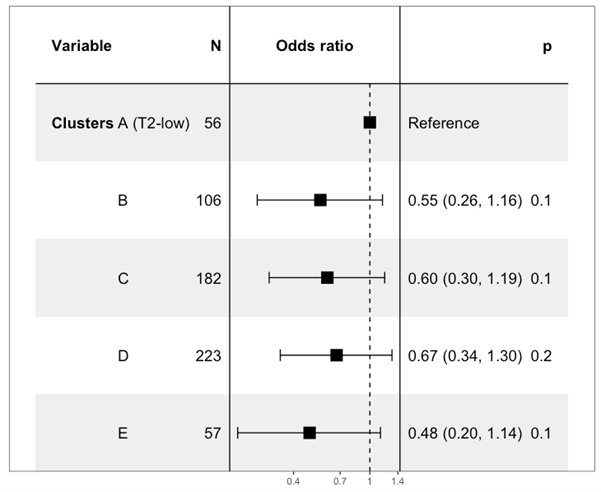 Variable N Odds ratio p
Clusters A (T2-low) 56 Reference
B 106 0.55 (0.26, 1.16) 0.1
C 182 0.60 (0.30, 1.19) 0.1
D 223 0.67 (0.34, 1.30) 0.2
E 57 0.48 (0.20, 1.14) 0.1
0.4 0.7 1 1.4